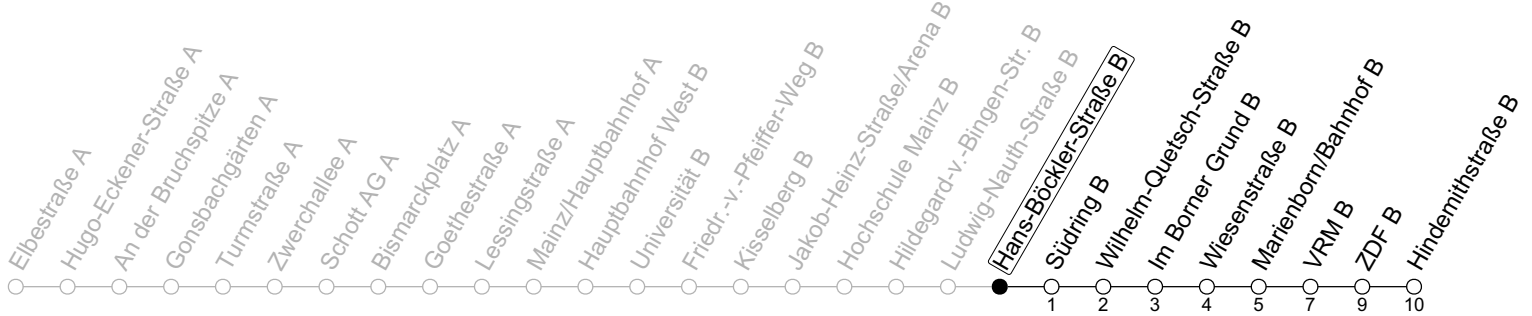 Elbestraße A
Hugo-Eckener-Straße A
An der Bruchspitze A
Gonsbachgärten A
Turmstraße A
Zwerchallee A
Schott AG A
Bismarckplatz A
Goethestraße A
Lessingstraße A
Mainz/Hauptbahnhof A
Hauptbahnhof West B
Universität B
Friedr.-v.-Pfeiffer-Weg B
Kisselberg B
Jakob-Heinz-Straße/Arena B
Hochschule Mainz B
Hildegard-v.-Bingen-Str. B
Ludwig-Nauth-Straße B
Hans-Böckler-Straße B
Südring B
Wilhelm-Quetsch-Straße B
Im Borner Grund B
Wiesenstraße B
Marienborn/Bahnhof B
VRM B
ZDF B
Hindemithstraße B
1 2 3 4 5 7 9 10